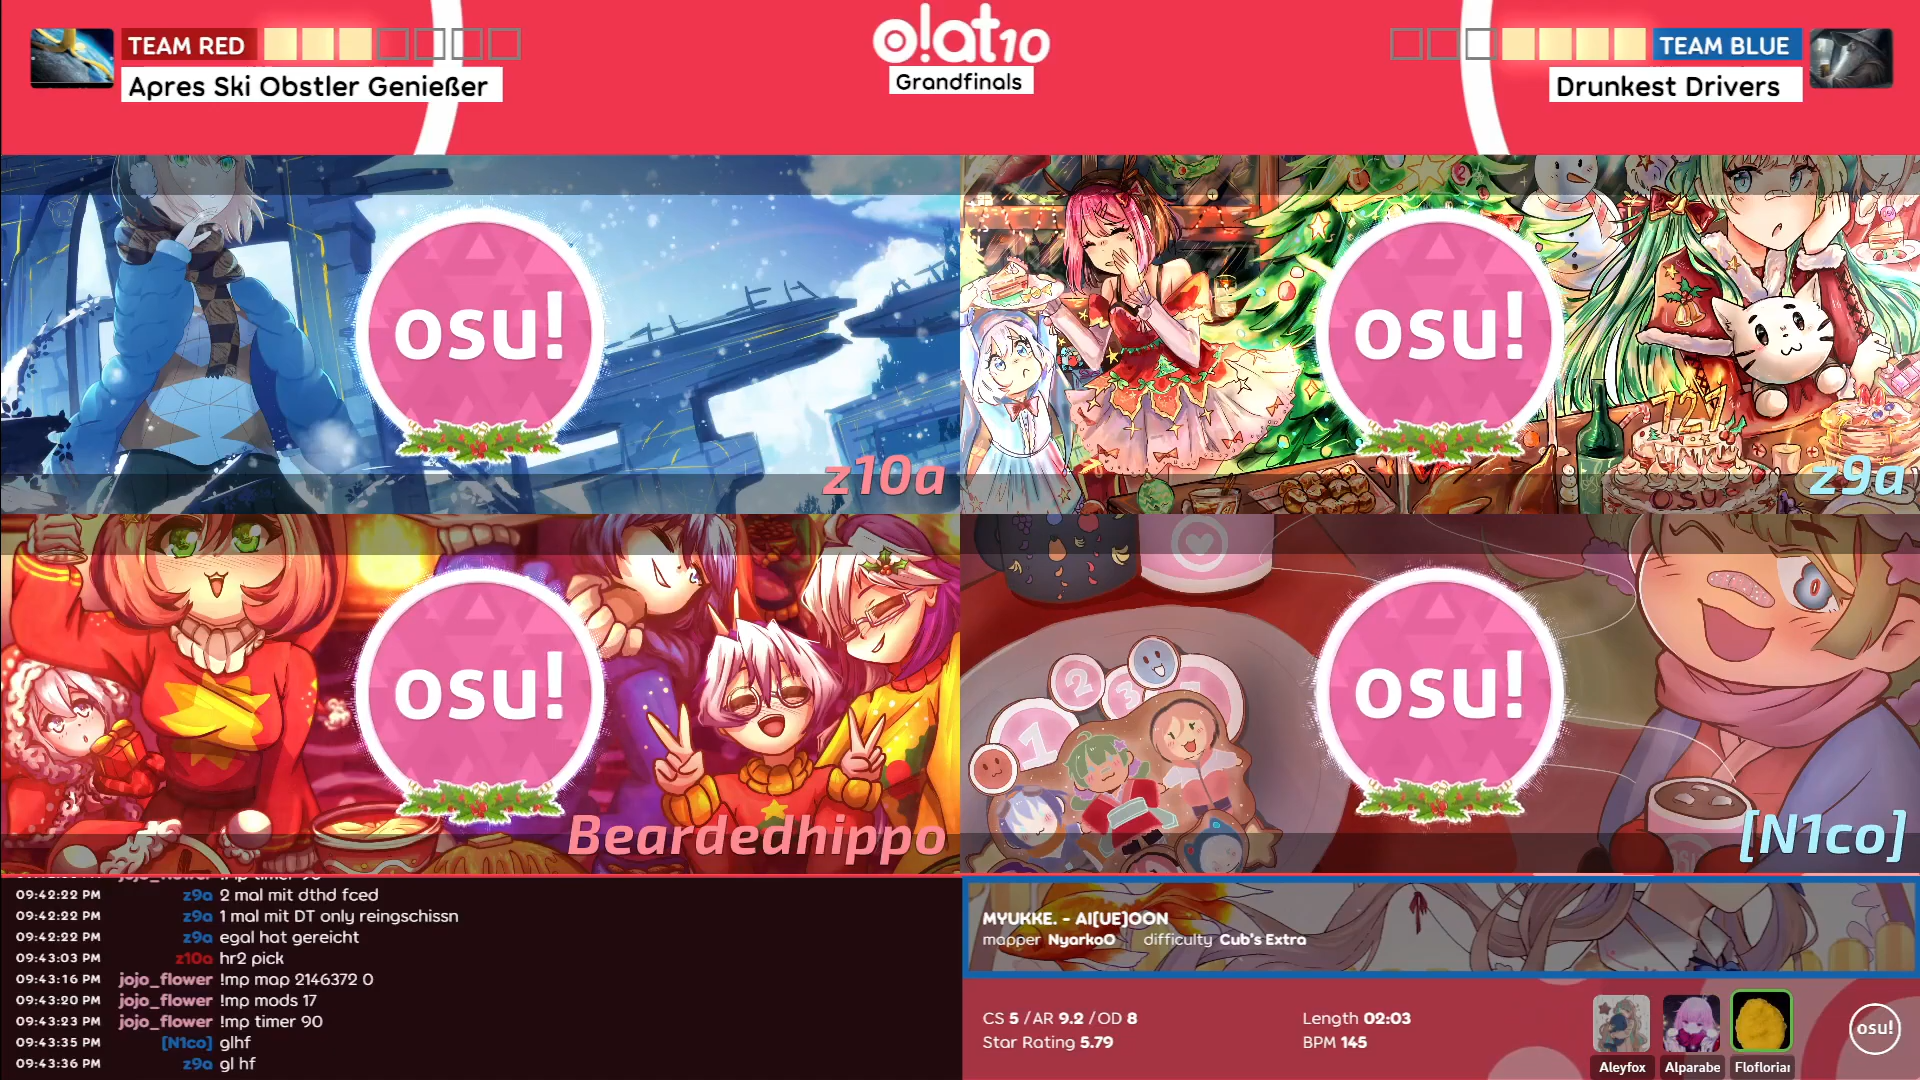 TEAM RED
Apres Ski Obstler Genießer
o!at10
Grandfinals
TEAM BLUE
Drunkest Drivers
osu!
z10a
osu!
727
OSU
z9a
osu!
Beardedhippo
1
2
3
osu!
[N1co]
09:42:22 PM z9a 2 mal mit dthd fced
09:42:22 PM z9a 1 mal mit DT only reingschissn
09:42:22 PM z9a egal hat gereicht
09:43:03 PM z10a hr2 pick
09:43:16 PM jojo_flower !mp map 2146372 0
09:43:20 PM jojo_flower !mp mods 17
09:43:23 PM jojo_flower !mp timer 90
09:43:35 PM [N1co] glhf
09:43:36 PM z9a gl hf
MYUKKE. - AI[UE]OON
mapper NyarkoO difficulty Cub's Extra
CS 5 / AR 9.2 / OD 8
Star Rating 5.79
Length 02:03
BPM 145
Aleyfox
Alparabe
Floflorian
osu!